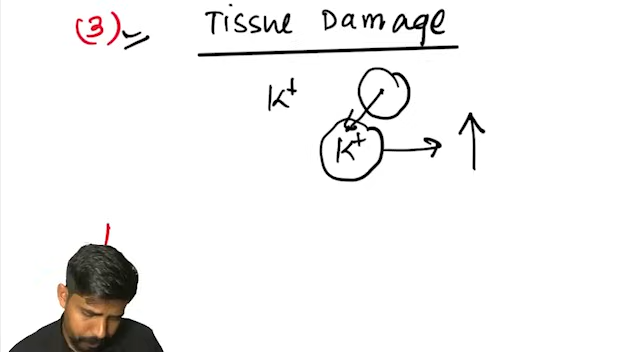 (3) Tissue Damage
K+
K+ → ↑